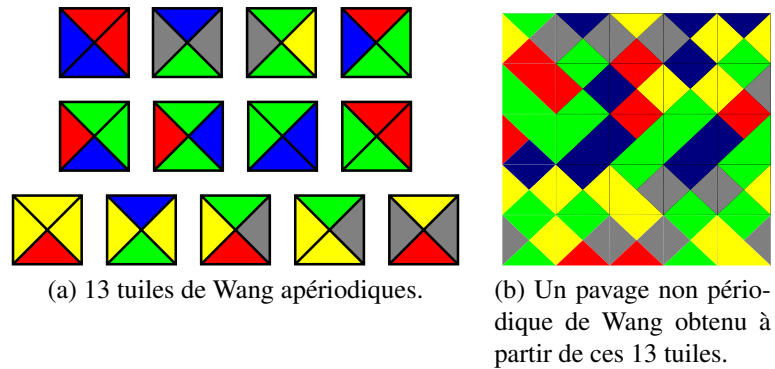 (a) 13 tuiles de Wang apériodiques.
(b) Un pavage non pério-
dique de Wang obtenu à
partir de ces 13 tuiles.